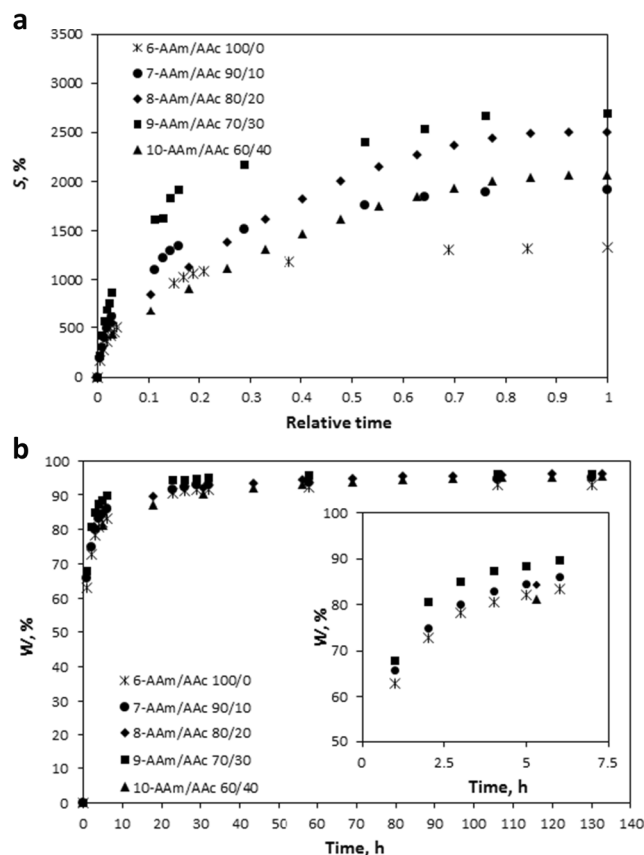 a
3500
3000
2500
2000
1500
1000
500
0
S, %
6-AAm/AAc 100/0
7-AAm/AAc 90/10
8-AAm/AAc 80/20
9-AAm/AAc 70/30
10-AAm/AAc 60/40
0 0.1 0.2 0.3 0.4 0.5 0.6 0.7 0.8 0.9 1
Relative time
b
100
90
80
70
60
50
40
30
20
10
0
W, %
6-AAm/AAc 100/0
7-AAm/AAc 90/10
8-AAm/AAc 80/20
9-AAm/AAc 70/30
10-AAm/AAc 60/40
100
90
80
70
60
50
W, %
0 2.5 5 7.5
Time, h
0 10 20 30 40 50 60 70 80 90 100 110 120 130 140
Time, h